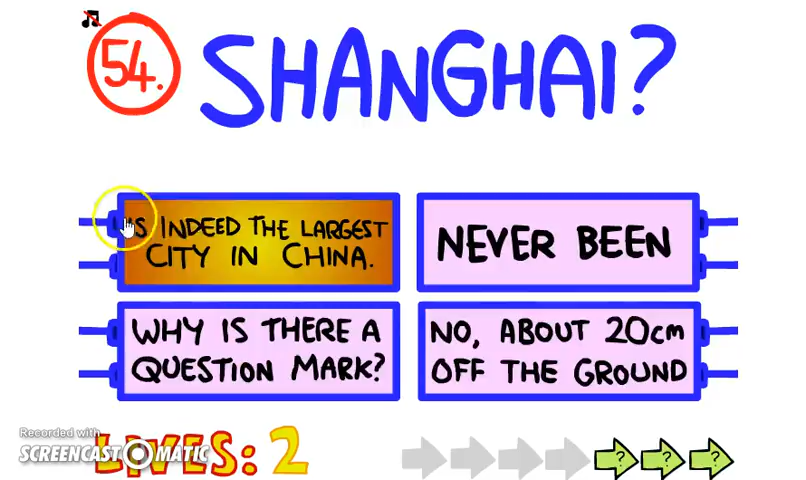 54.
SHANGHAI?
IS INDEED THE LARGEST
CITY IN CHINA.
NEVER BEEN
WHY IS THERE A
QUESTION MARK?
NO, ABOUT 20cm
OFF THE GROUND
LIVES: 2
Recorded with
SCREENCAST MATIC
? ? ?